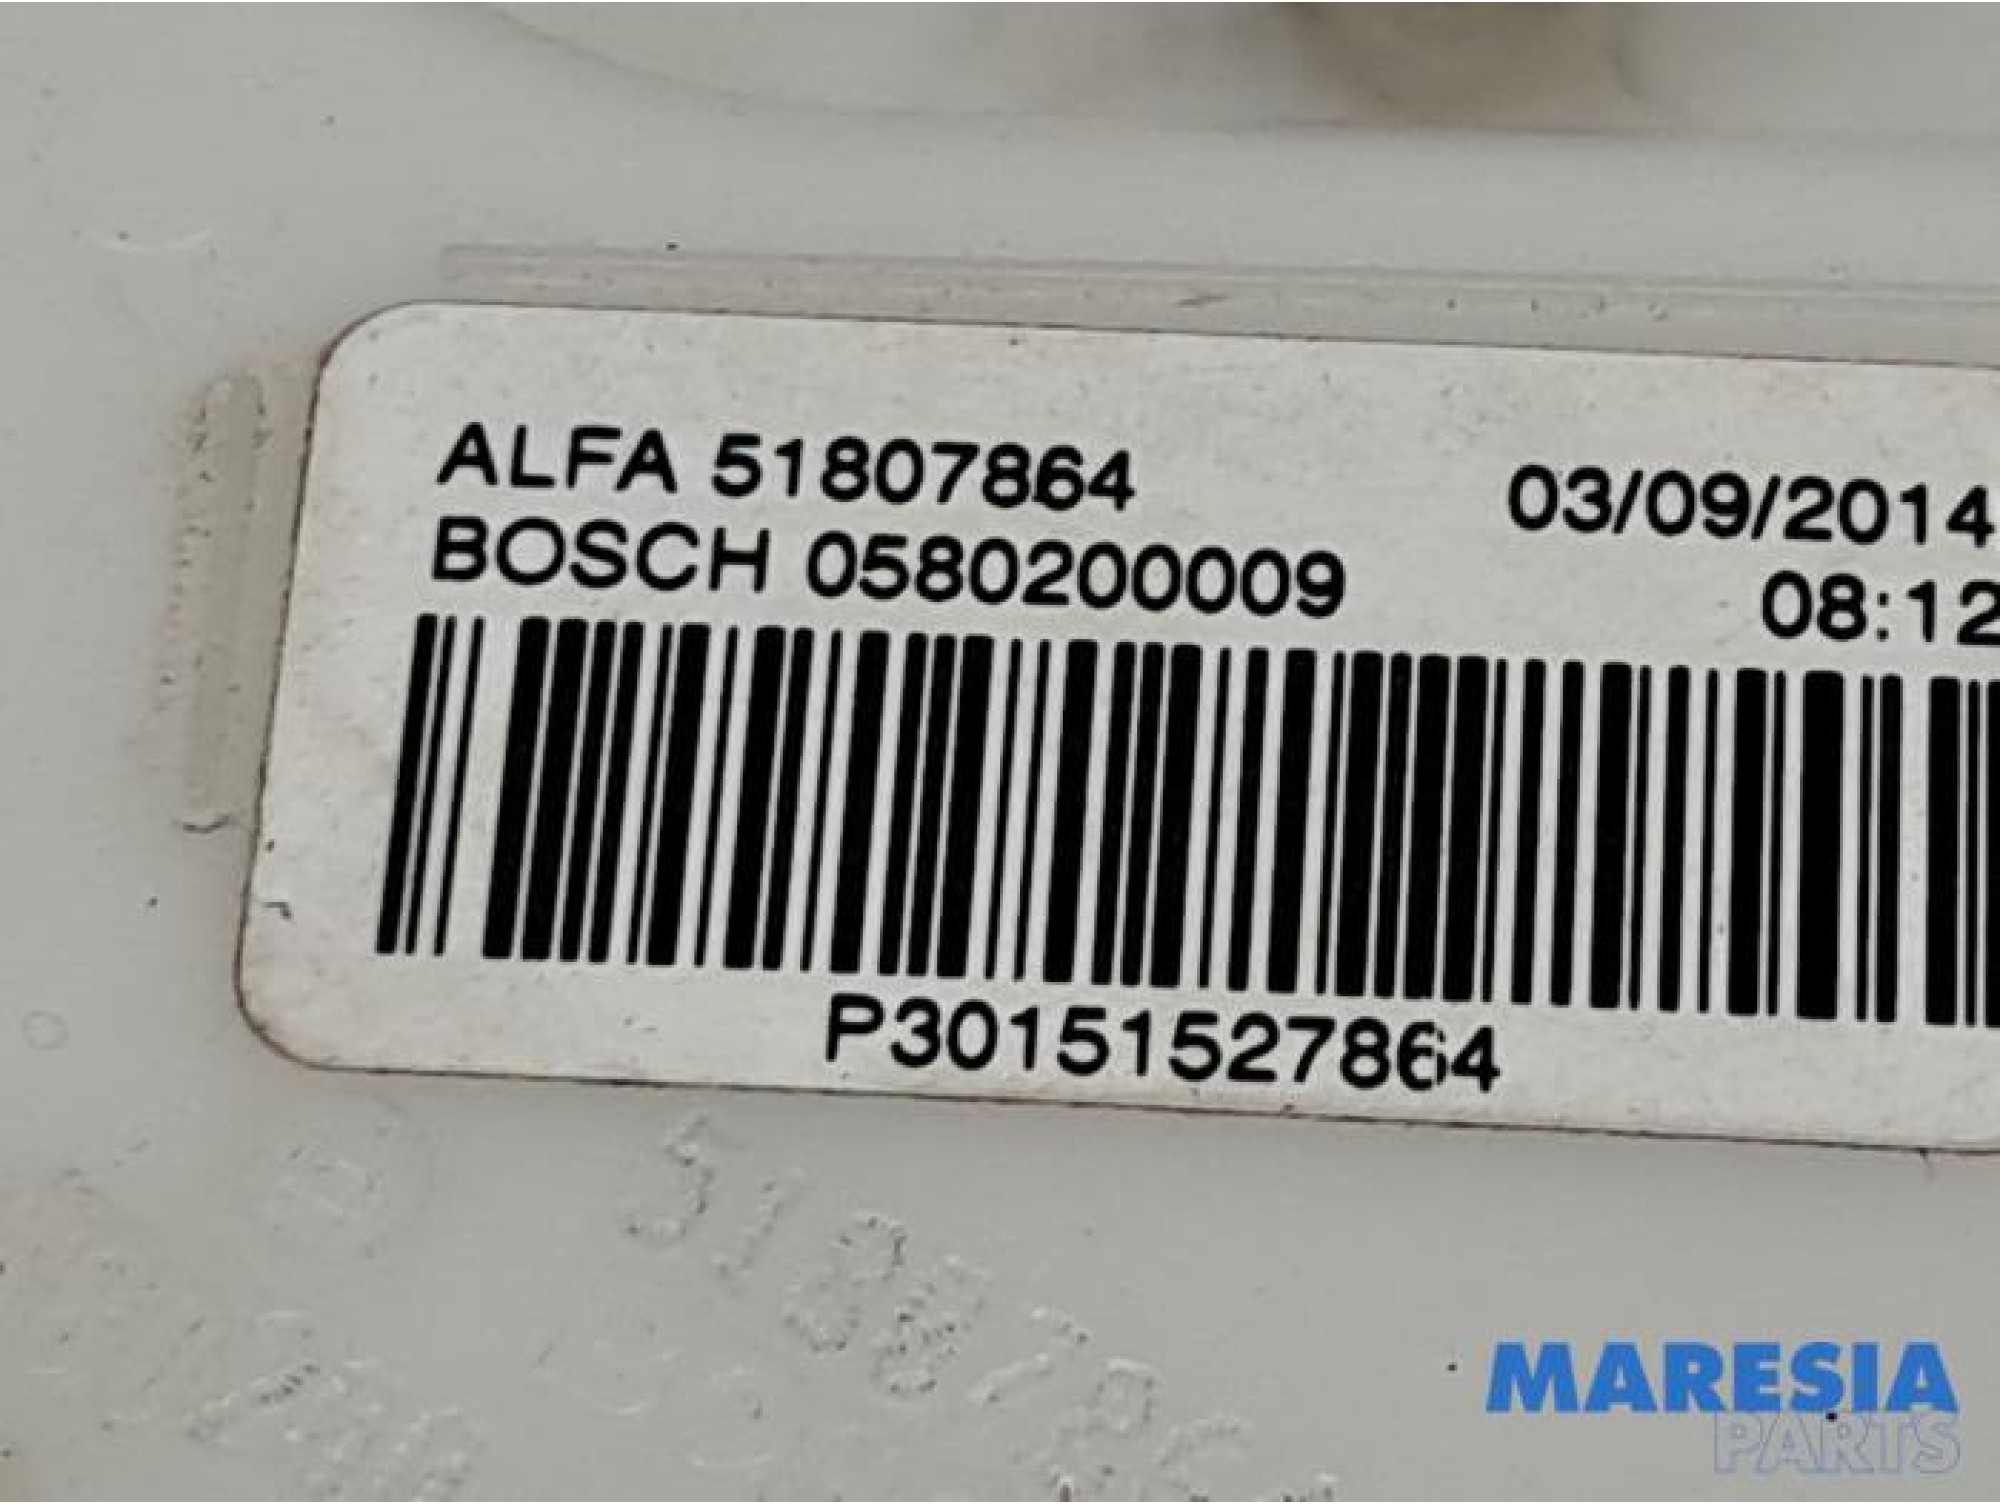 ALFA 51807864 03/09/2014
BOSCH 0580200009 08:12
P30151527864
MARESIA
PARTS